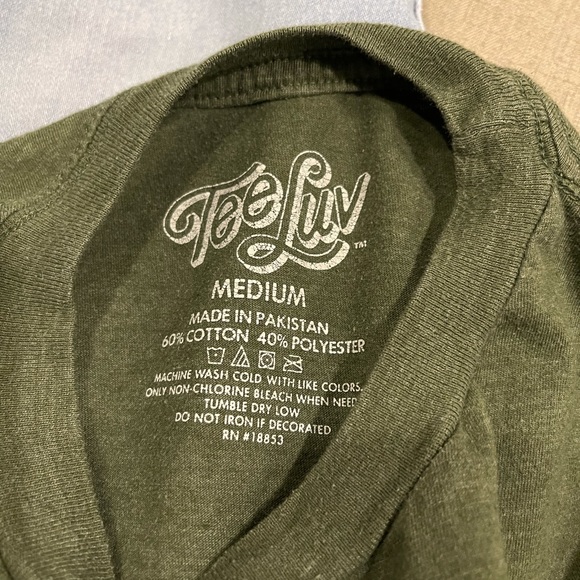 TeeLuv™
MEDIUM
MADE IN PAKISTAN
60% COTTON 40% POLYESTER
MACHINE WASH COLD WITH LIKE COLORS.
ONLY NON-CHLORINE BLEACH WHEN NEED
TUMBLE DRY LOW
DO NOT IRON IF DECORATED
RN #18853